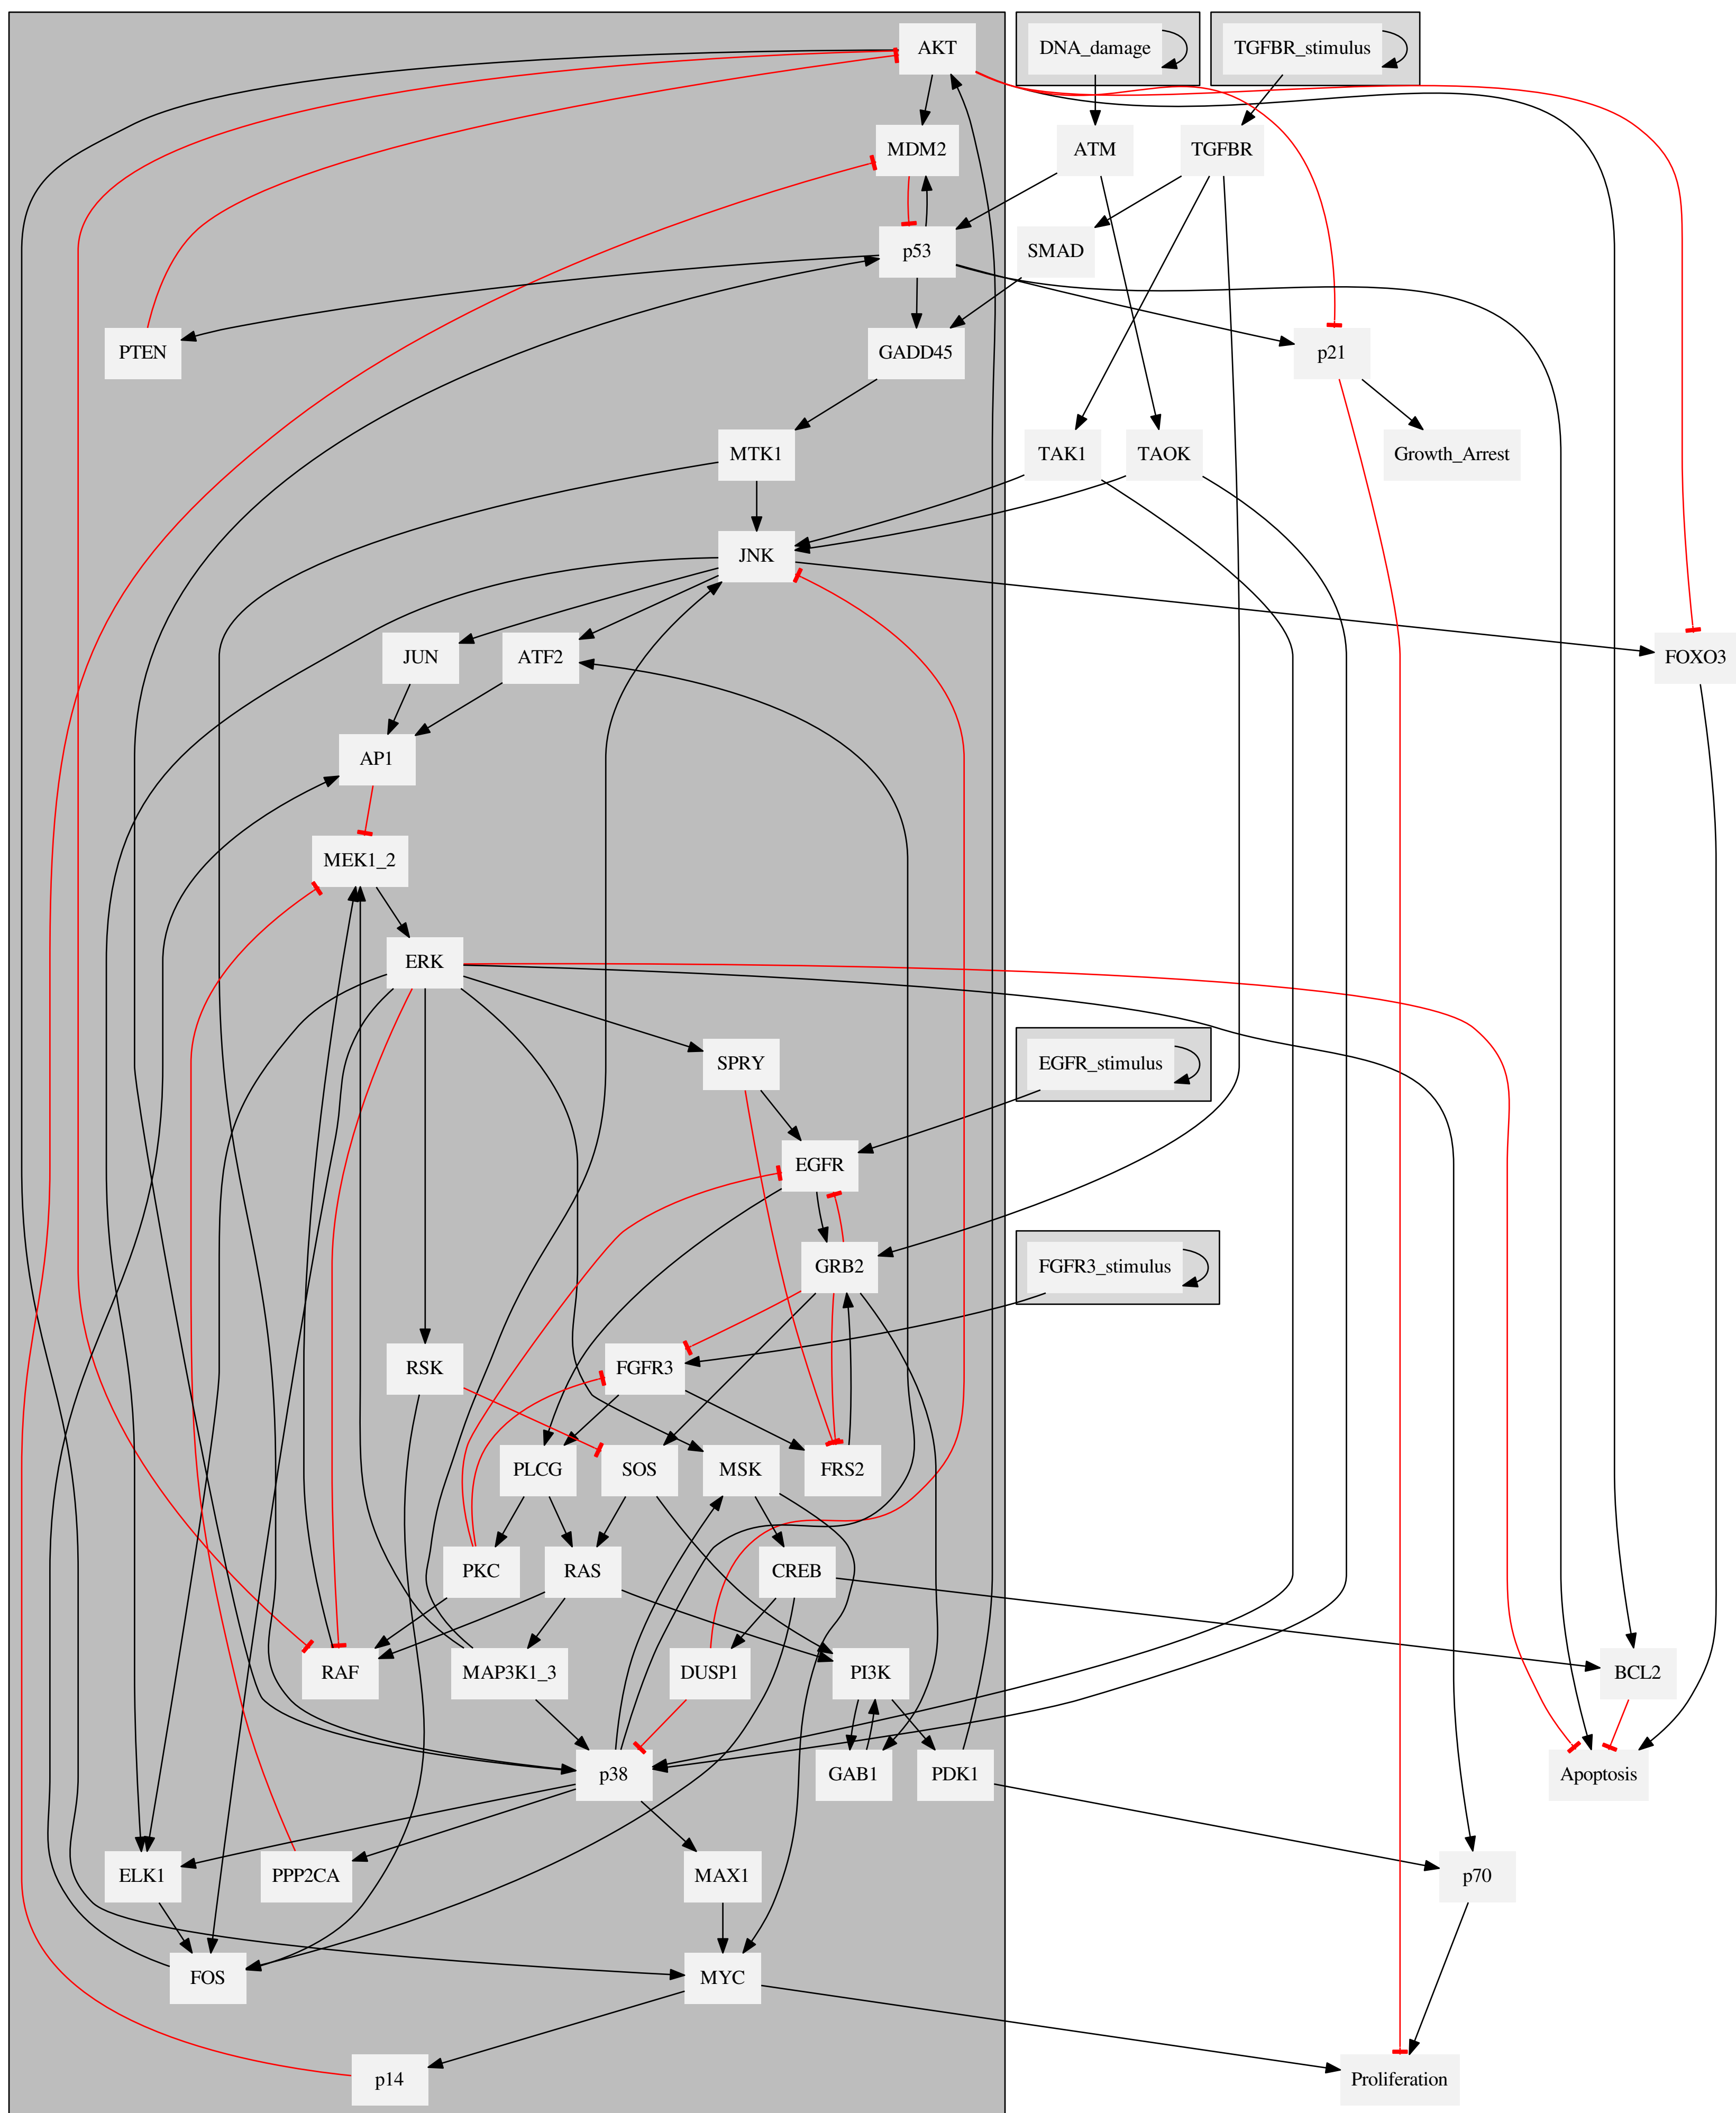 AKT
DNA_damage
TGFBR_stimulus
MDM2
ATM
TGFBR
p53
SMAD
PTEN
GADD45
p21
MTK1
TAK1
TAOK
Growth_Arrest
JNK
JUN
ATF2
FOXO3
AP1
MEK1_2
ERK
SPRY
EGFR_stimulus
EGFR
GRB2
FGFR3_stimulus
RSK
FGFR3
PLCG
SOS
MSK
FRS2
PKC
RAS
CREB
RAF
MAP3K1_3
DUSP1
PI3K
BCL2
p38
GAB1
PDK1
Apoptosis
ELK1
PPP2CA
MAX1
p70
FOS
MYC
p14
Proliferation